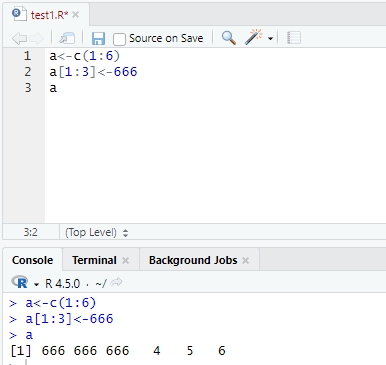 test1.R*
Source on Save
1 a<-c(1:6)
2 a[1:3]<-666
3 a
3:2 (Top Level)
Console Terminal Background Jobs
R 4.5.0 · ~/
> a<-c(1:6)
> a[1:3]<-666
> a
[1] 666 666 666 4 5 6
>